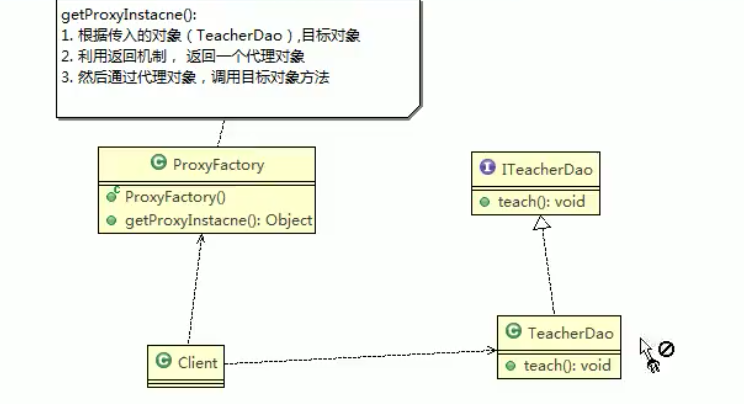 getProxyInstacne():
1. 根据传入的对象（TeacherDao）,目标对象
2. 利用返回机制， 返回一个代理对象
3. 然后通过代理对象，调用目标对象方法
C ProxyFactory
C ProxyFactory()
getProxyInstacne(): Object
I ITeacherDao
teach(): void
C Client
C TeacherDao
teach(): void